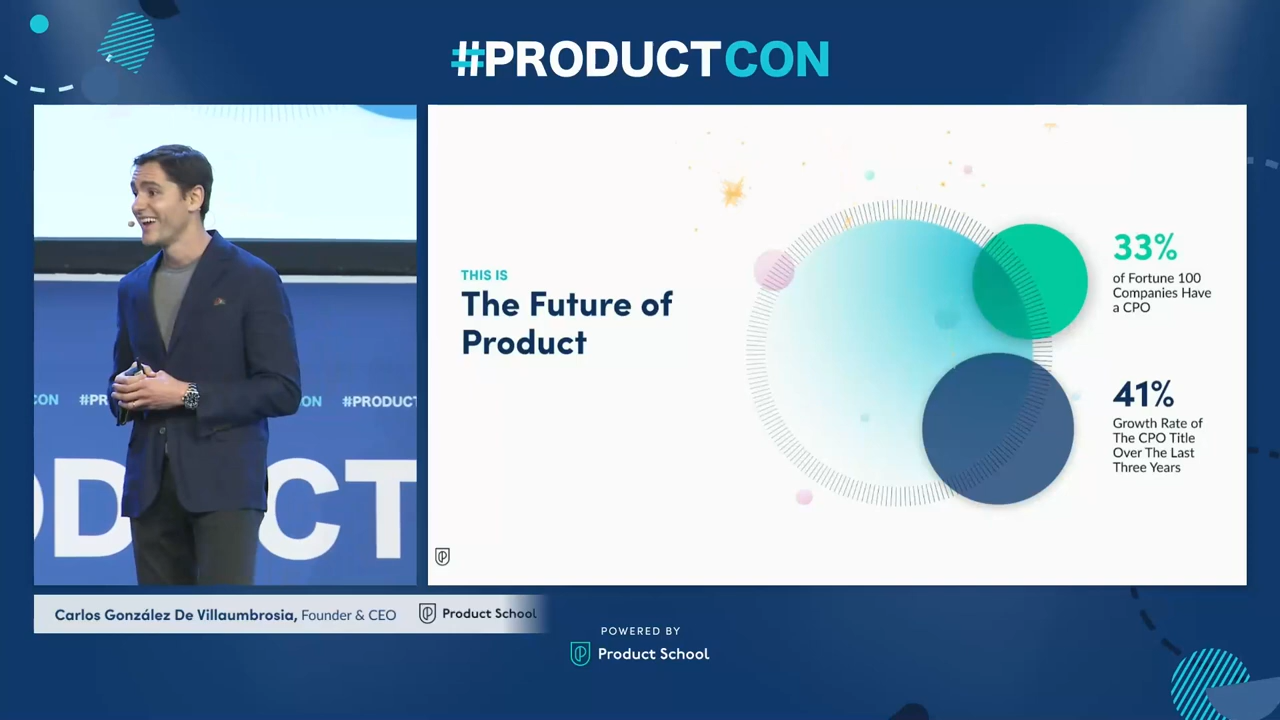 #PRODUCTCON
THIS IS
The Future of
Product
33%
of Fortune 100
Companies Have
a CPO
41%
Growth Rate of
The CPO Title
Over The Last
Three Years
CON #PR ON #PRODUCT
OD CT
Carlos González De Villaumbrosia, Founder & CEO Product School
POWERED BY
Product School